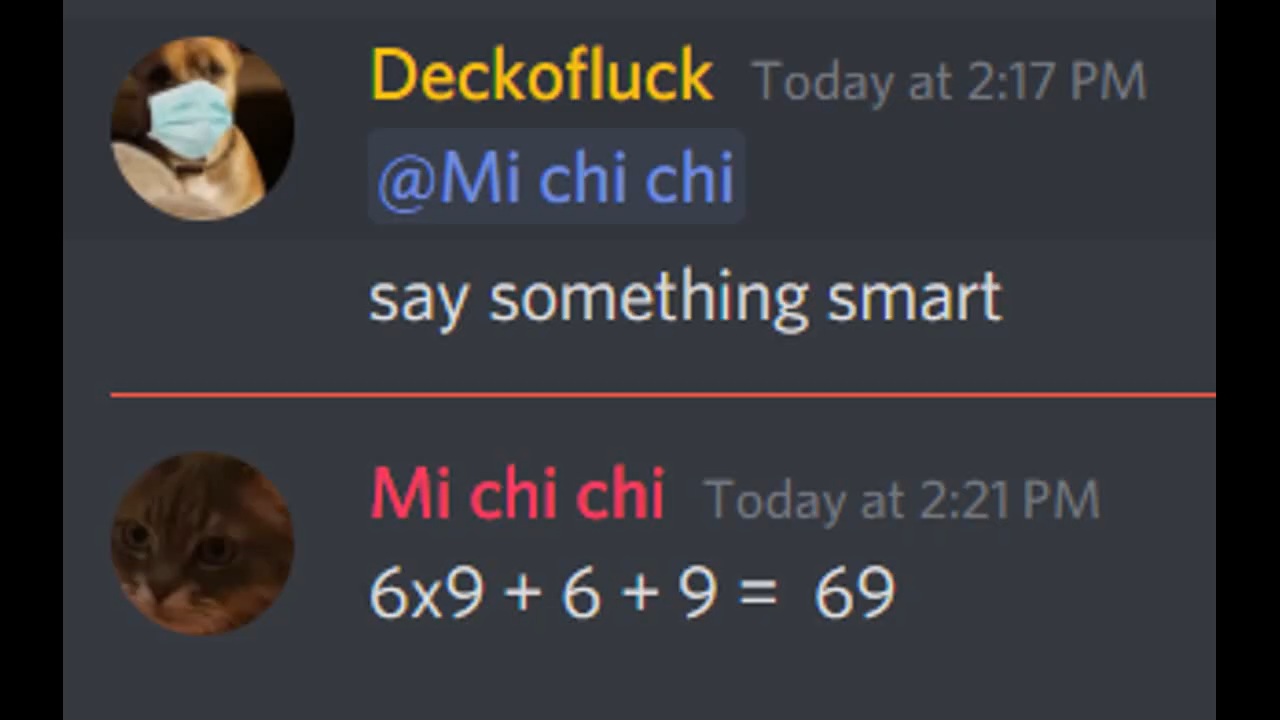 Deckofluck Today at 2:17 PM
@Mi chi chi
say something smart
Mi chi chi Today at 2:21 PM
6x9 + 6 + 9 = 69